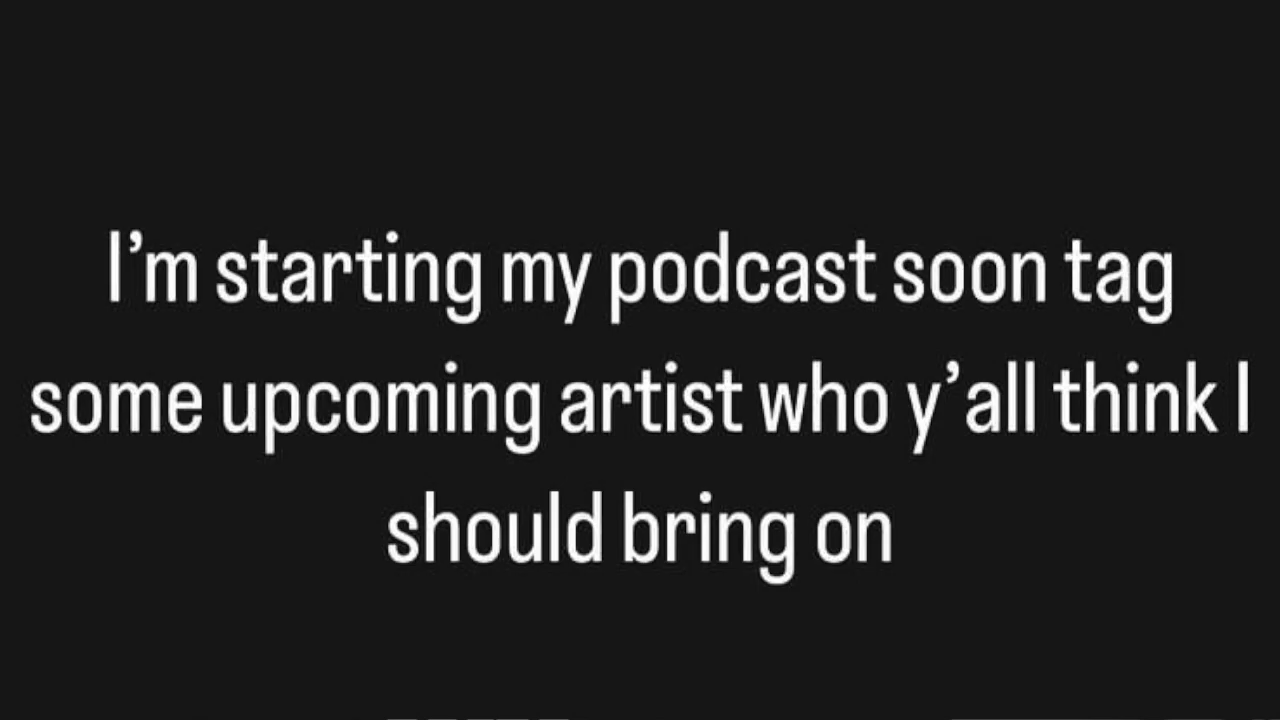 I’m starting my podcast soon tag
some upcoming artist who y’all think I
should bring on